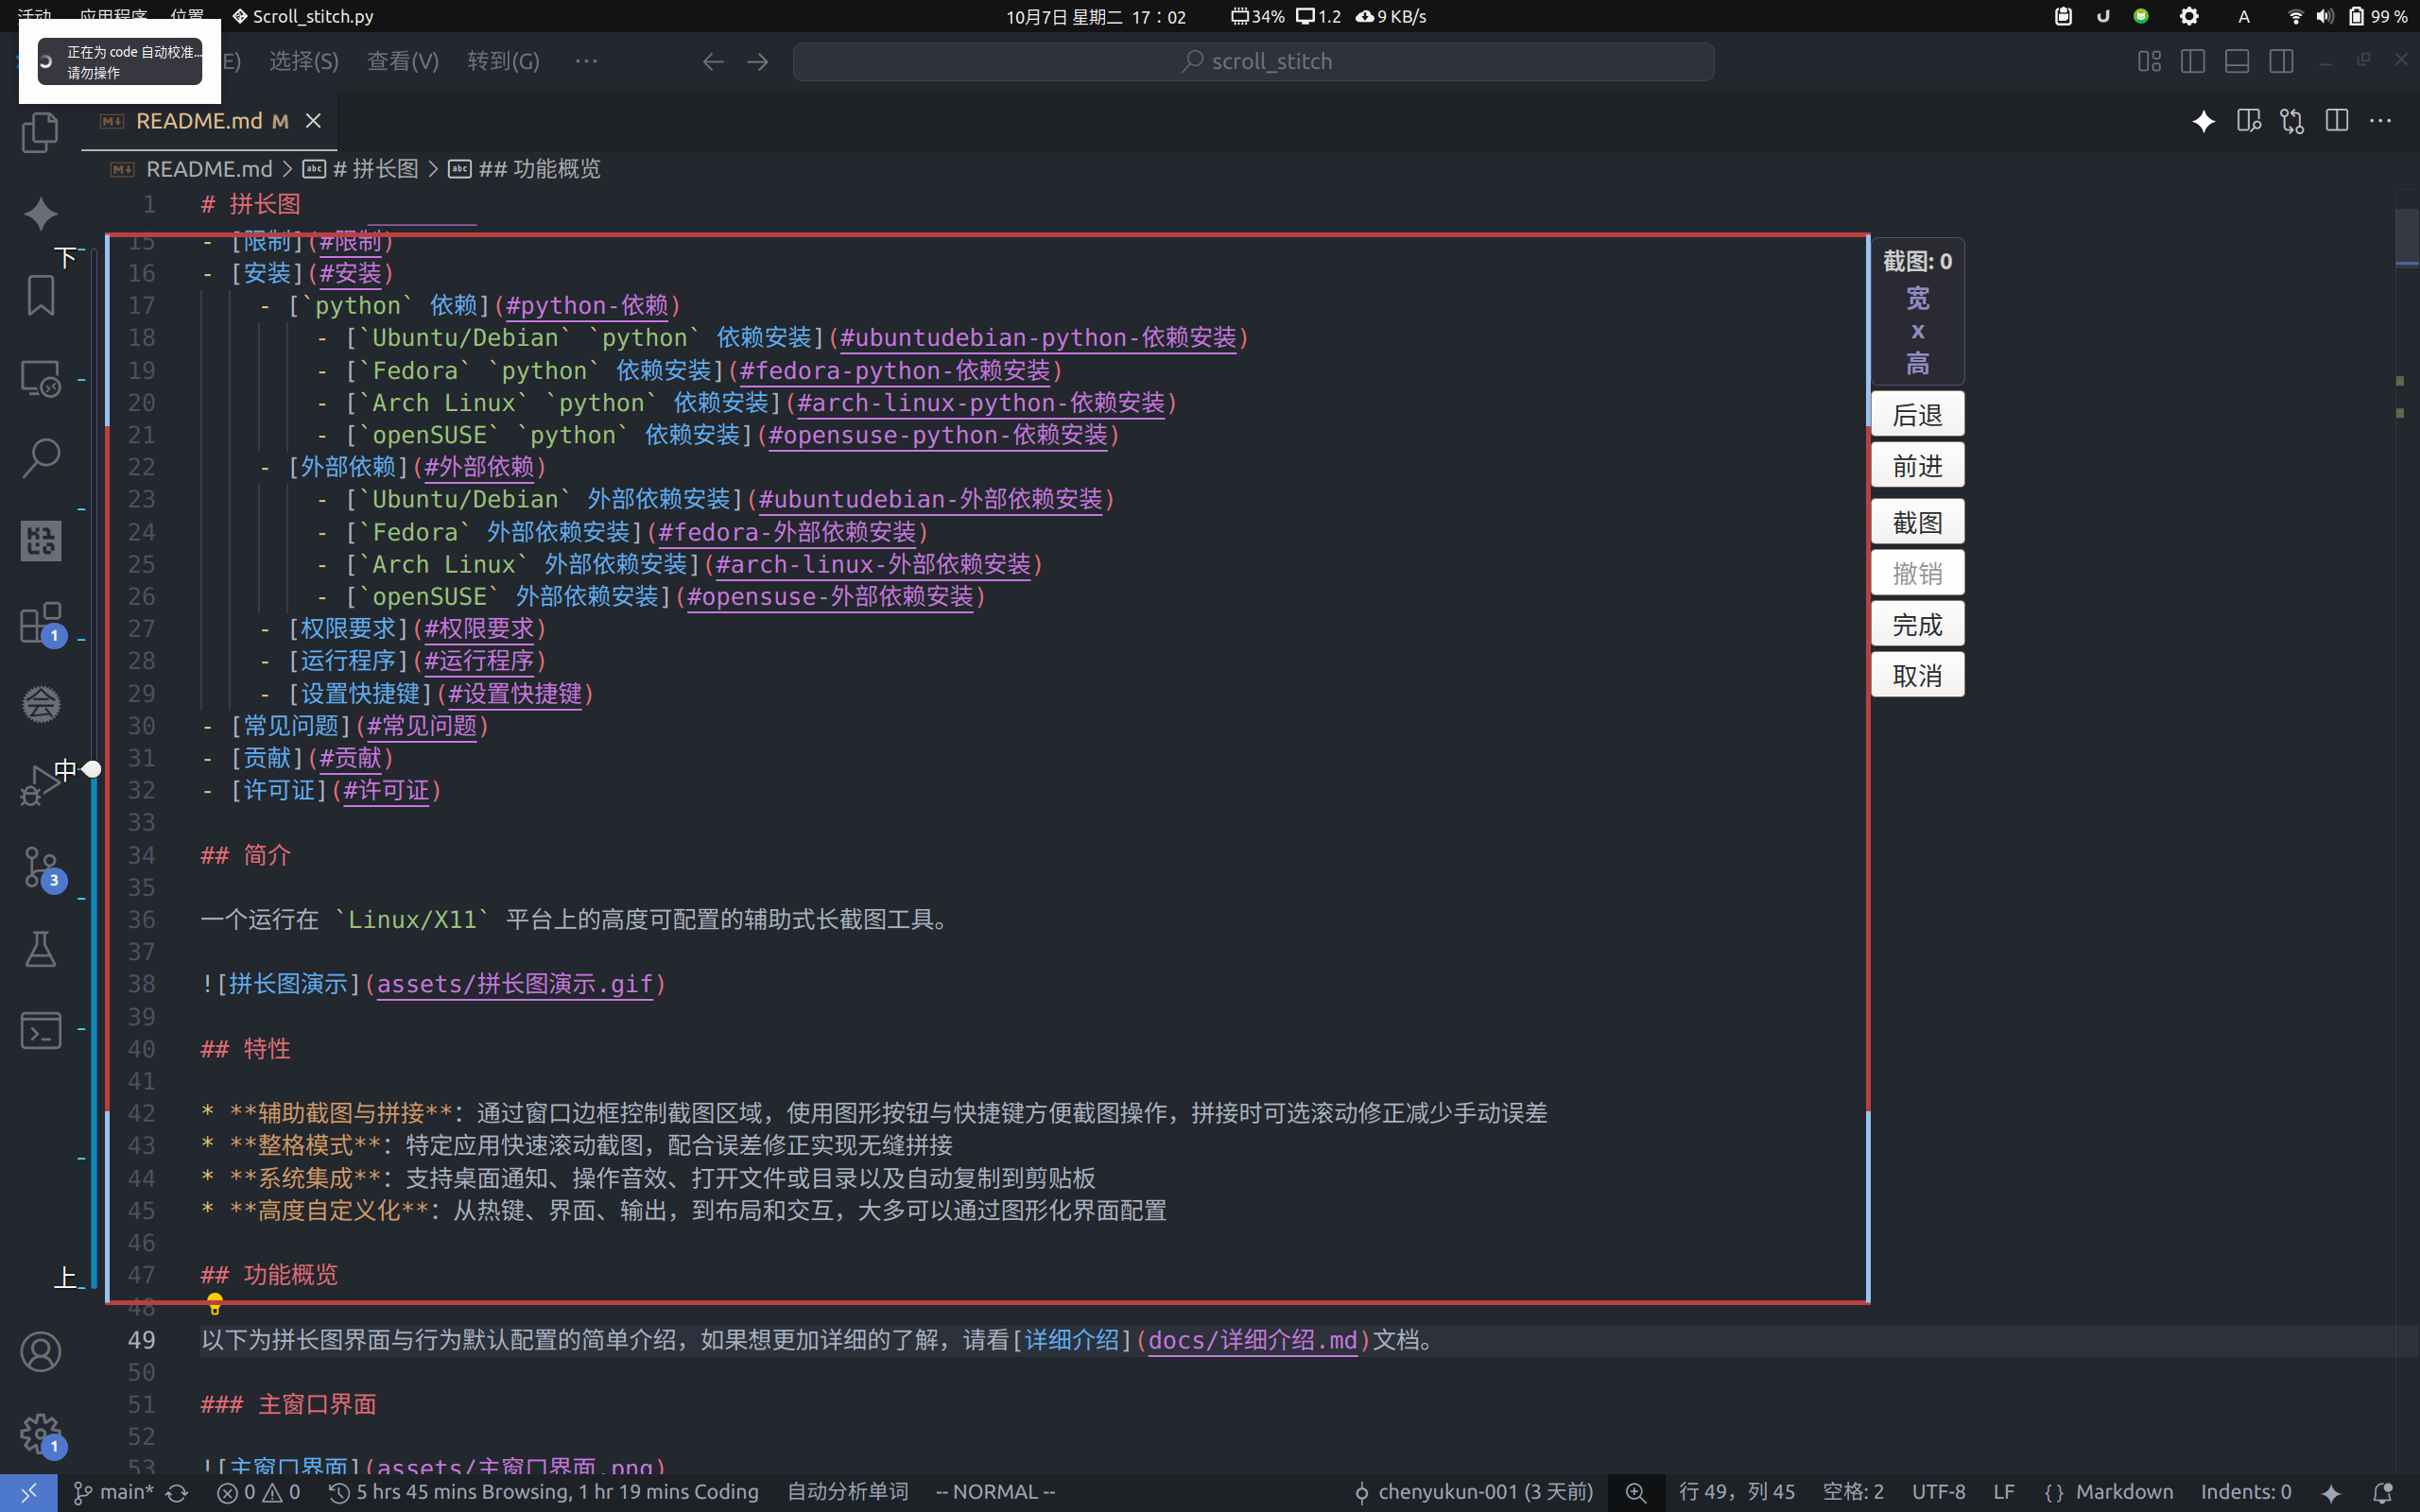 活动 应用程序 位置 Scroll_stitch.py 10月7日 星期二 17：02 34% 1.2 9 KB/s A 99 %
正在为 code 自动校准...
请勿操作
E) 选择(S) 查看(V) 转到(G) ··· scroll_stitch
README.md M
README.md > # 拼长图 > ## 功能概览
1 # 拼长图
15 - [限制](#限制)
16 - [安装](#安装)
17 - [`python` 依赖](#python-依赖)
18 - [`Ubuntu/Debian` `python` 依赖安装](#ubuntudebian-python-依赖安装)
19 - [`Fedora` `python` 依赖安装](#fedora-python-依赖安装)
20 - [`Arch Linux` `python` 依赖安装](#arch-linux-python-依赖安装)
21 - [`openSUSE` `python` 依赖安装](#opensuse-python-依赖安装)
22 - [外部依赖](#外部依赖)
23 - [`Ubuntu/Debian` 外部依赖安装](#ubuntudebian-外部依赖安装)
24 - [`Fedora` 外部依赖安装](#fedora-外部依赖安装)
25 - [`Arch Linux` 外部依赖安装](#arch-linux-外部依赖安装)
26 - [`openSUSE` 外部依赖安装](#opensuse-外部依赖安装)
27 - [权限要求](#权限要求)
28 - [运行程序](#运行程序)
29 - [设置快捷键](#设置快捷键)
30 - [常见问题](#常见问题)
31 - [贡献](#贡献)
32 - [许可证](#许可证)
33
34 ## 简介
35
36 一个运行在 `Linux/X11` 平台上的高度可配置的辅助式长截图工具。
37
38 ![拼长图演示](assets/拼长图演示.gif)
39
40 ## 特性
41
42 * **辅助截图与拼接**：通过窗口边框控制截图区域，使用图形按钮与快捷键方便截图操作，拼接时可选滚动修正减少手动误差
43 * **整格模式**：特定应用快速滚动截图，配合误差修正实现无缝拼接
44 * **系统集成**：支持桌面通知、操作音效、打开文件或目录以及自动复制到剪贴板
45 * **高度自定义化**：从热键、界面、输出，到布局和交互，大多可以通过图形化界面配置
46
47 ## 功能概览
48
49 以下为拼长图界面与行为默认配置的简单介绍，如果想更加详细的了解，请看[详细介绍](docs/详细介绍.md)文档。
50
51 ### 主窗口界面
52
53 ![主窗口界面](assets/主窗口界面.png)
下
中
上
截图: 0
宽
x
高
后退
前进
截图
撤销
完成
取消
1
3
1
main* 0 0 5 hrs 45 mins Browsing, 1 hr 19 mins Coding 自动分析单词 -- NORMAL -- chenyukun-001 (3 天前) 行 49，列 45 空格: 2 UTF-8 LF {} Markdown Indents: 0